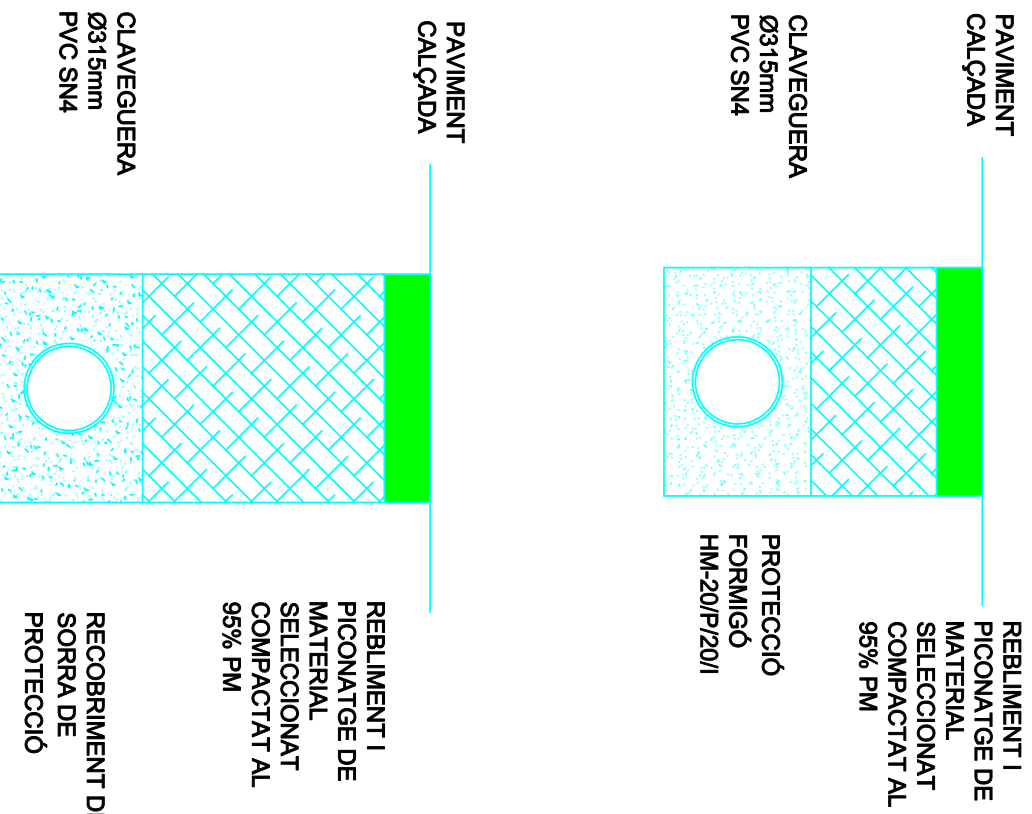 PAVIMENT
CALÇADA
CLAVEGUERA
Ø315mm
PVC SN4
REBLIMENT I
PICONATGE DE
MATERIAL
SELECCIONAT
COMPACTAT AL
95% PM
PROTECCIÓ
FORMIGÓ
HM-20/P/20/I
PAVIMENT
CALÇADA
CLAVEGUERA
Ø315mm
PVC SN4
REBLIMENT I
PICONATGE DE
MATERIAL
SELECCIONAT
COMPACTAT AL
95% PM
RECOBRIMENT
SORRA DE
PROTECCIÓ